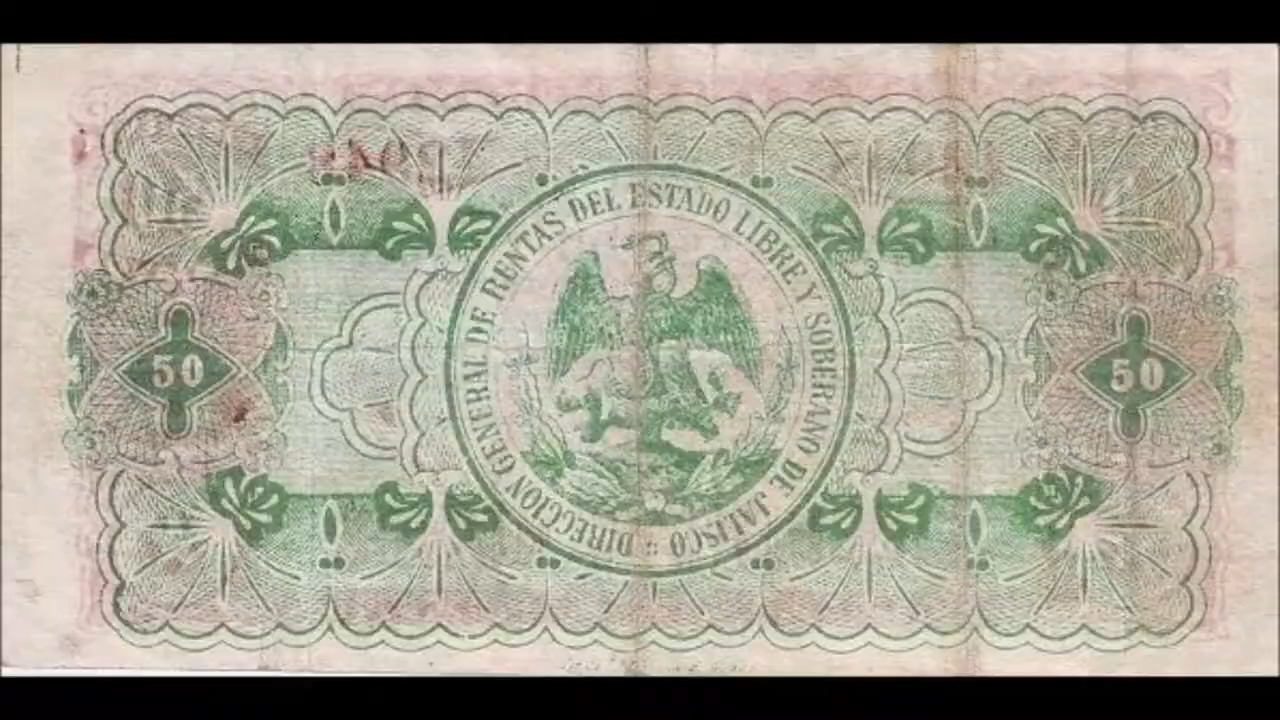 DIRECCION GENERAL DE RENTAS DEL ESTADO LIBRE Y SOBERANO DE JALISCO ::
50
50